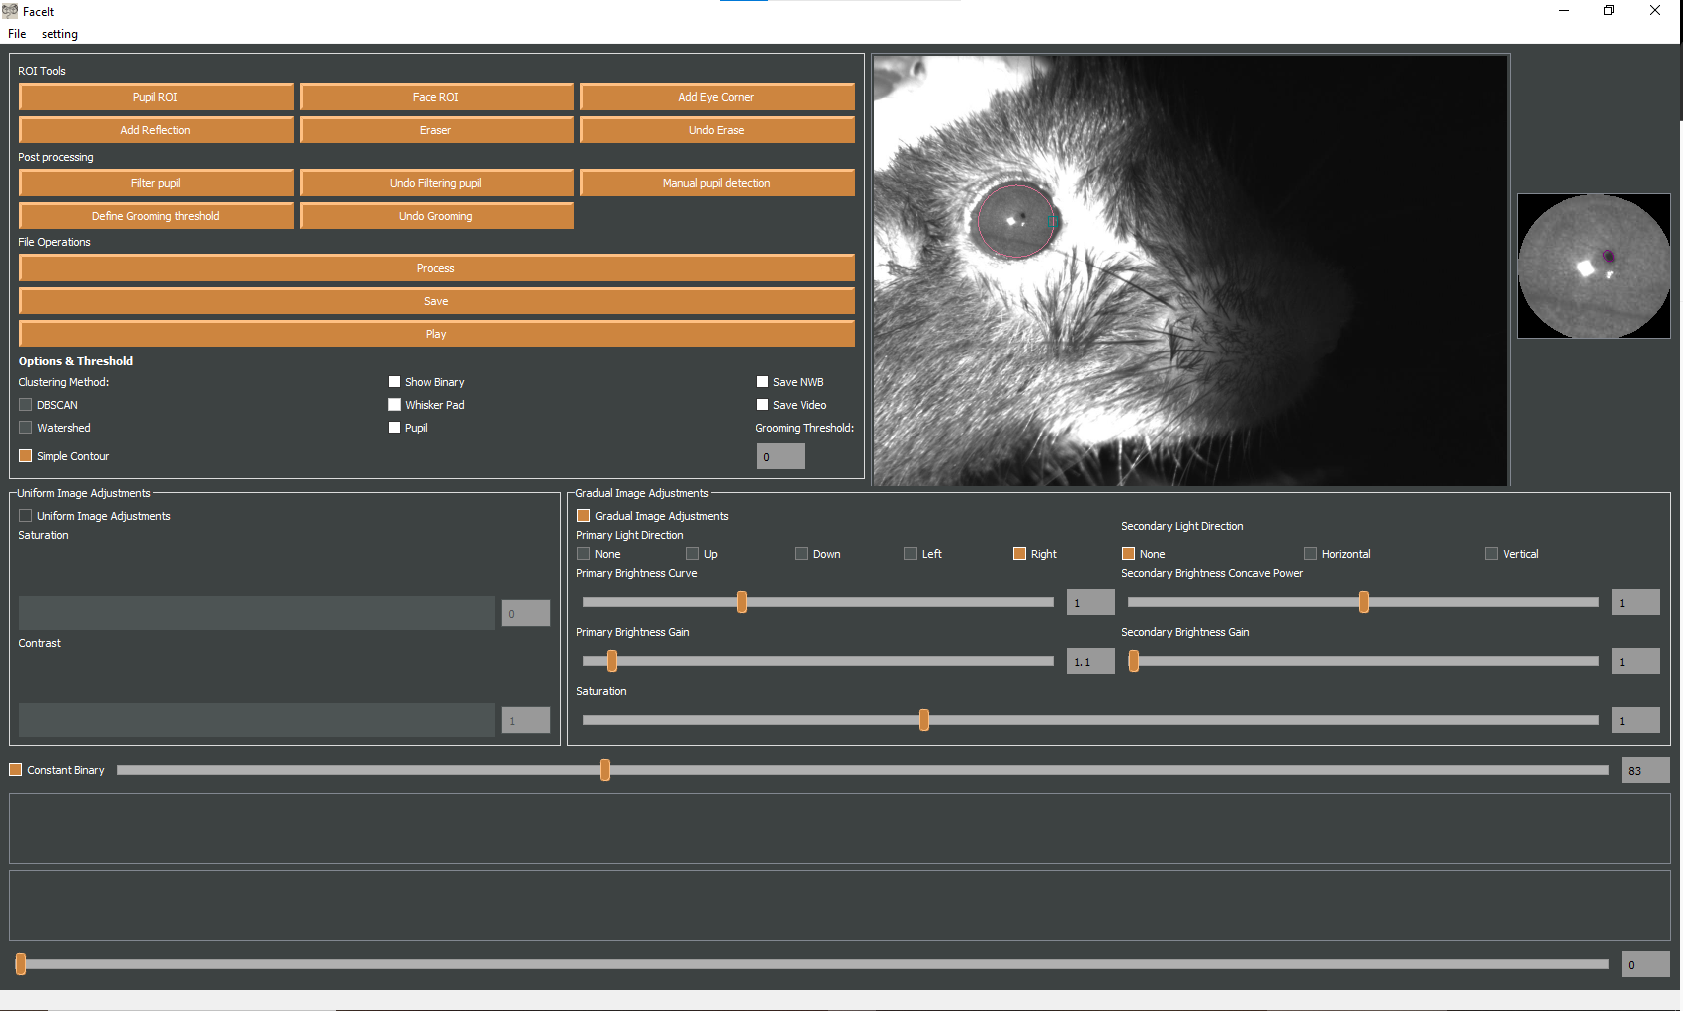 FaceIt
File setting
ROI Tools
Pupil ROI Face ROI Add Eye Corner
Add Reflection Eraser Undo Erase
Post processing
Filter pupil Undo Filtering pupil Manual pupil detection
Define Grooming threshold Undo Grooming
File Operations
Process
Save
Play
Options & Threshold
Clustering Method: Show Binary Save NWB
DBSCAN Whisker Pad Save Video
Watershed Pupil Grooming Threshold:
Simple Contour 0
Uniform Image Adjustments
Uniform Image Adjustments
Saturation
0
Contrast
1
Gradual Image Adjustments
Gradual Image Adjustments
Primary Light Direction
None Up Down Left Right
Primary Brightness Curve
1
Primary Brightness Gain
1.1
Secondary Light Direction
None Horizontal Vertical
Secondary Brightness Concave Power
1
Secondary Brightness Gain
1
Saturation
1
Constant Binary 83
0